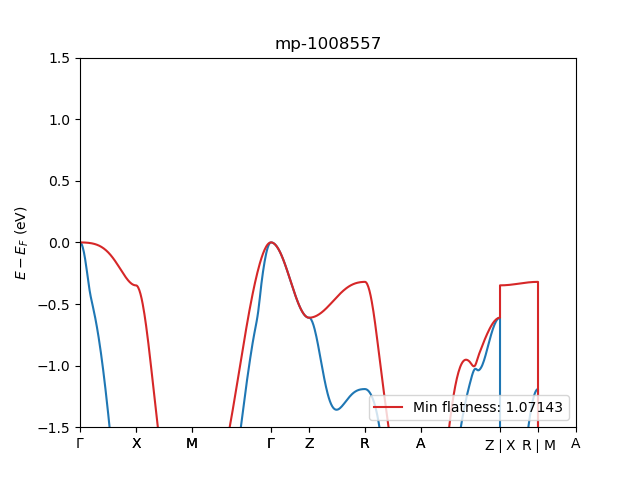 mp-1008557
E − E_F (eV)
1.5
1.0
0.5
0.0
−0.5
−1.0
−1.5
Γ X M Γ Z R A Z | X R | M A
Min flatness: 1.07143